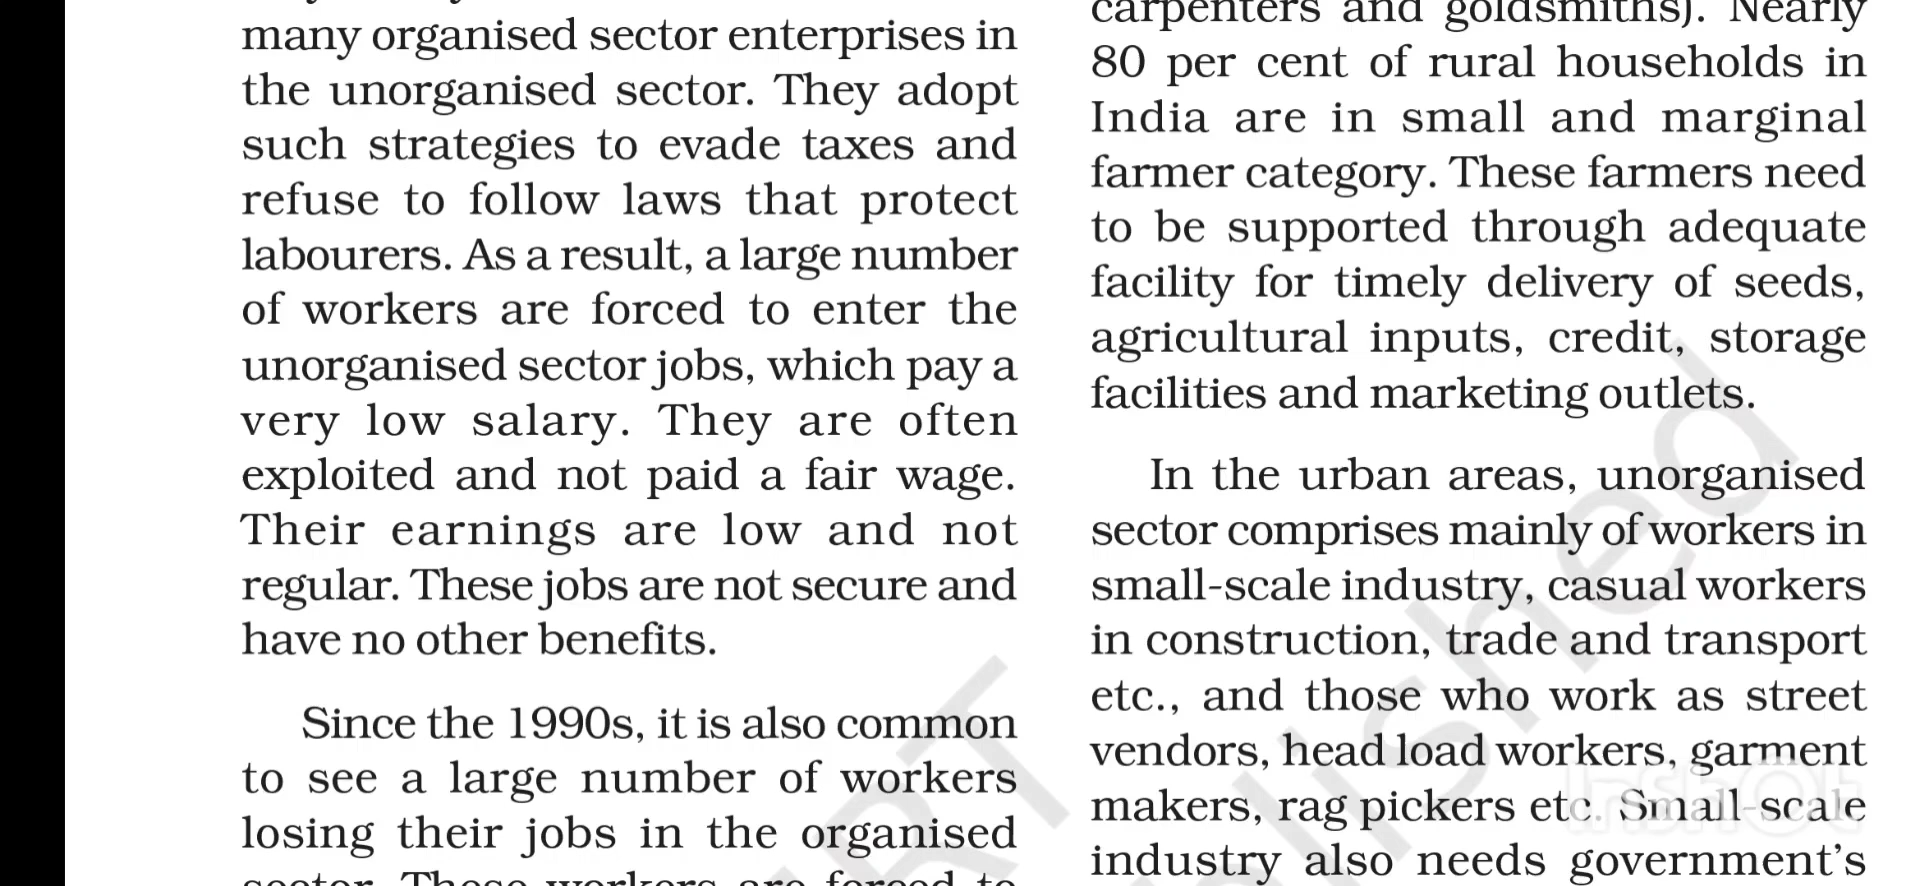 many organised sector enterprises in
the unorganised sector. They adopt
such strategies to evade taxes and
refuse to follow laws that protect
labourers. As a result, a large number
of workers are forced to enter the
unorganised sector jobs, which pay a
very low salary. They are often
exploited and not paid a fair wage.
Their earnings are low and not
regular. These jobs are not secure and
have no other benefits.
Since the 1990s, it is also common
to see a large number of workers
losing their jobs in the organised
sector. These workers are forced to
carpenters and goldsmiths). Nearly
80 per cent of rural households in
India are in small and marginal
farmer category. These farmers need
to be supported through adequate
facility for timely delivery of seeds,
agricultural inputs, credit, storage
facilities and marketing outlets.
In the urban areas, unorganised
sector comprises mainly of workers in
small-scale industry, casual workers
in construction, trade and transport
etc., and those who work as street
vendors, head load workers, garment
makers, rag pickers etc. Small-scale
industry also needs government's
InShOt